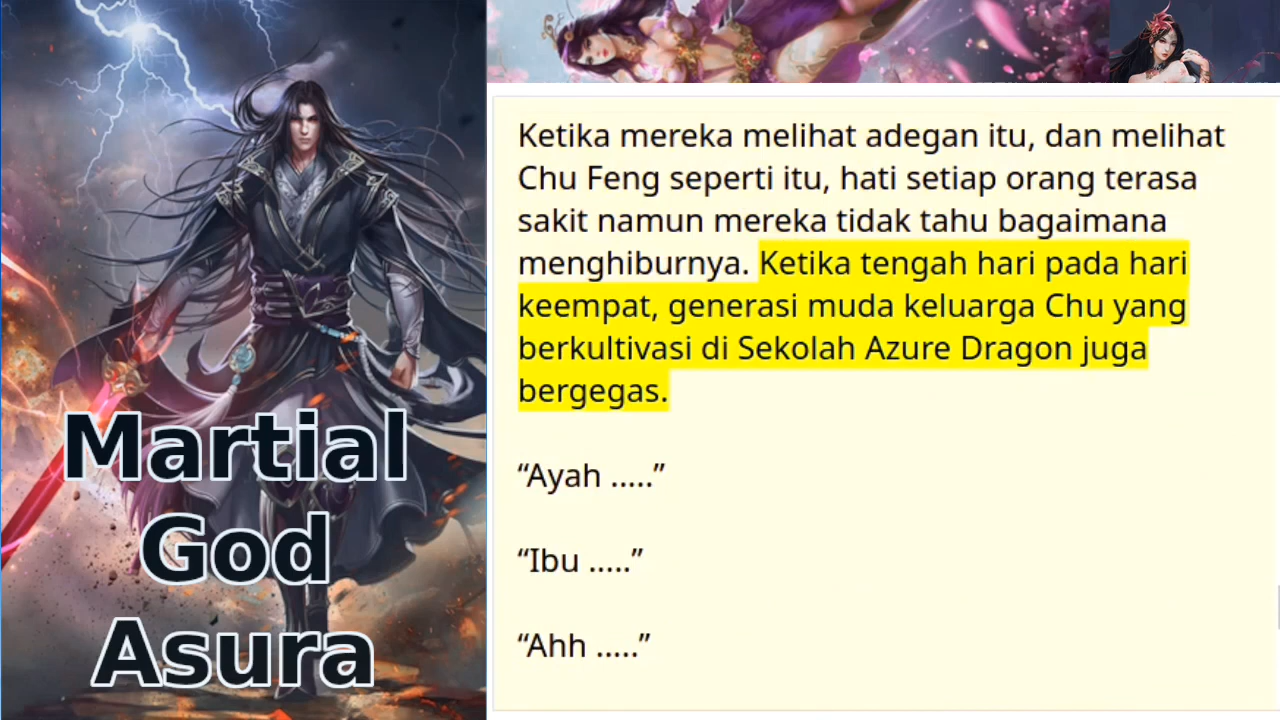 Martial
God
Asura
Ketika mereka melihat adegan itu, dan melihat
Chu Feng seperti itu, hati setiap orang terasa
sakit namun mereka tidak tahu bagaimana
menghiburnya. Ketika tengah hari pada hari
keempat, generasi muda keluarga Chu yang
berkultivasi di Sekolah Azure Dragon juga
bergegas.
“Ayah .....”
“Ibu .....”
“Ahh .....”